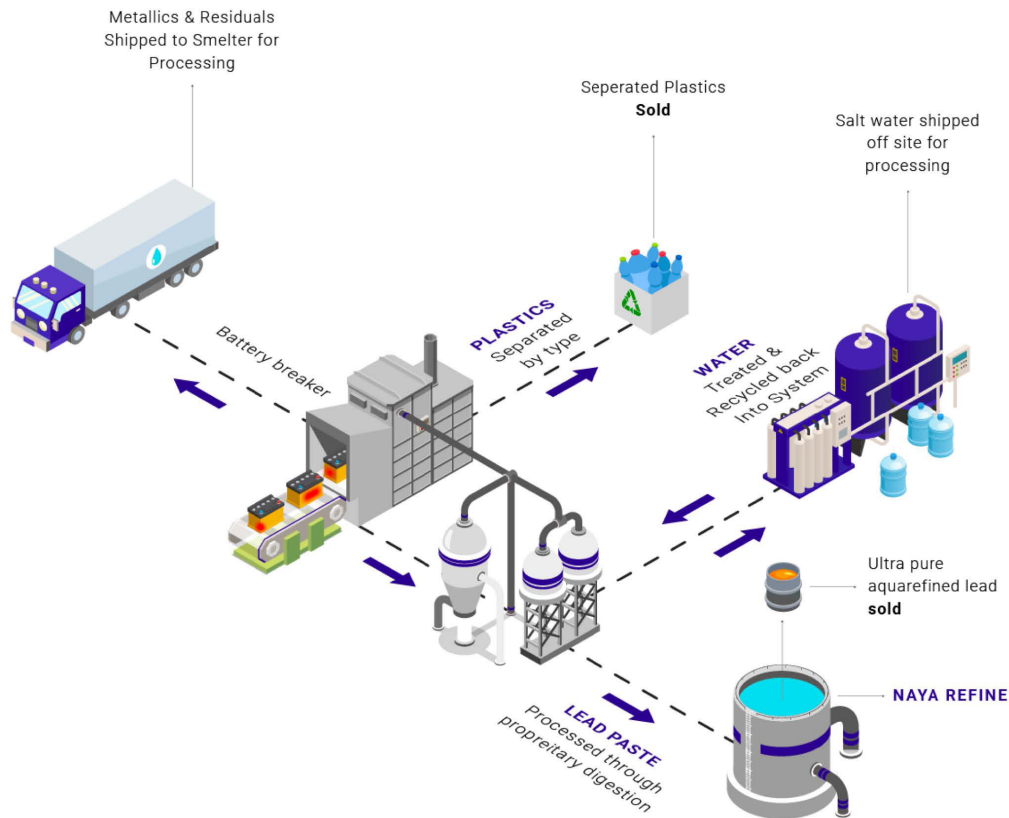 Metallics & Residuals
Shipped to Smelter for
Processing
Seperated Plastics
Sold
Salt water shipped
off site for
processing
Battery breaker
PLASTICS
Separated
by type
WATER
Treated &
Recycled back
Into System
Ultra pure
aquarefined lead
sold
NAYA REFINE
LEAD PASTE
Processed through
propreitary digestion